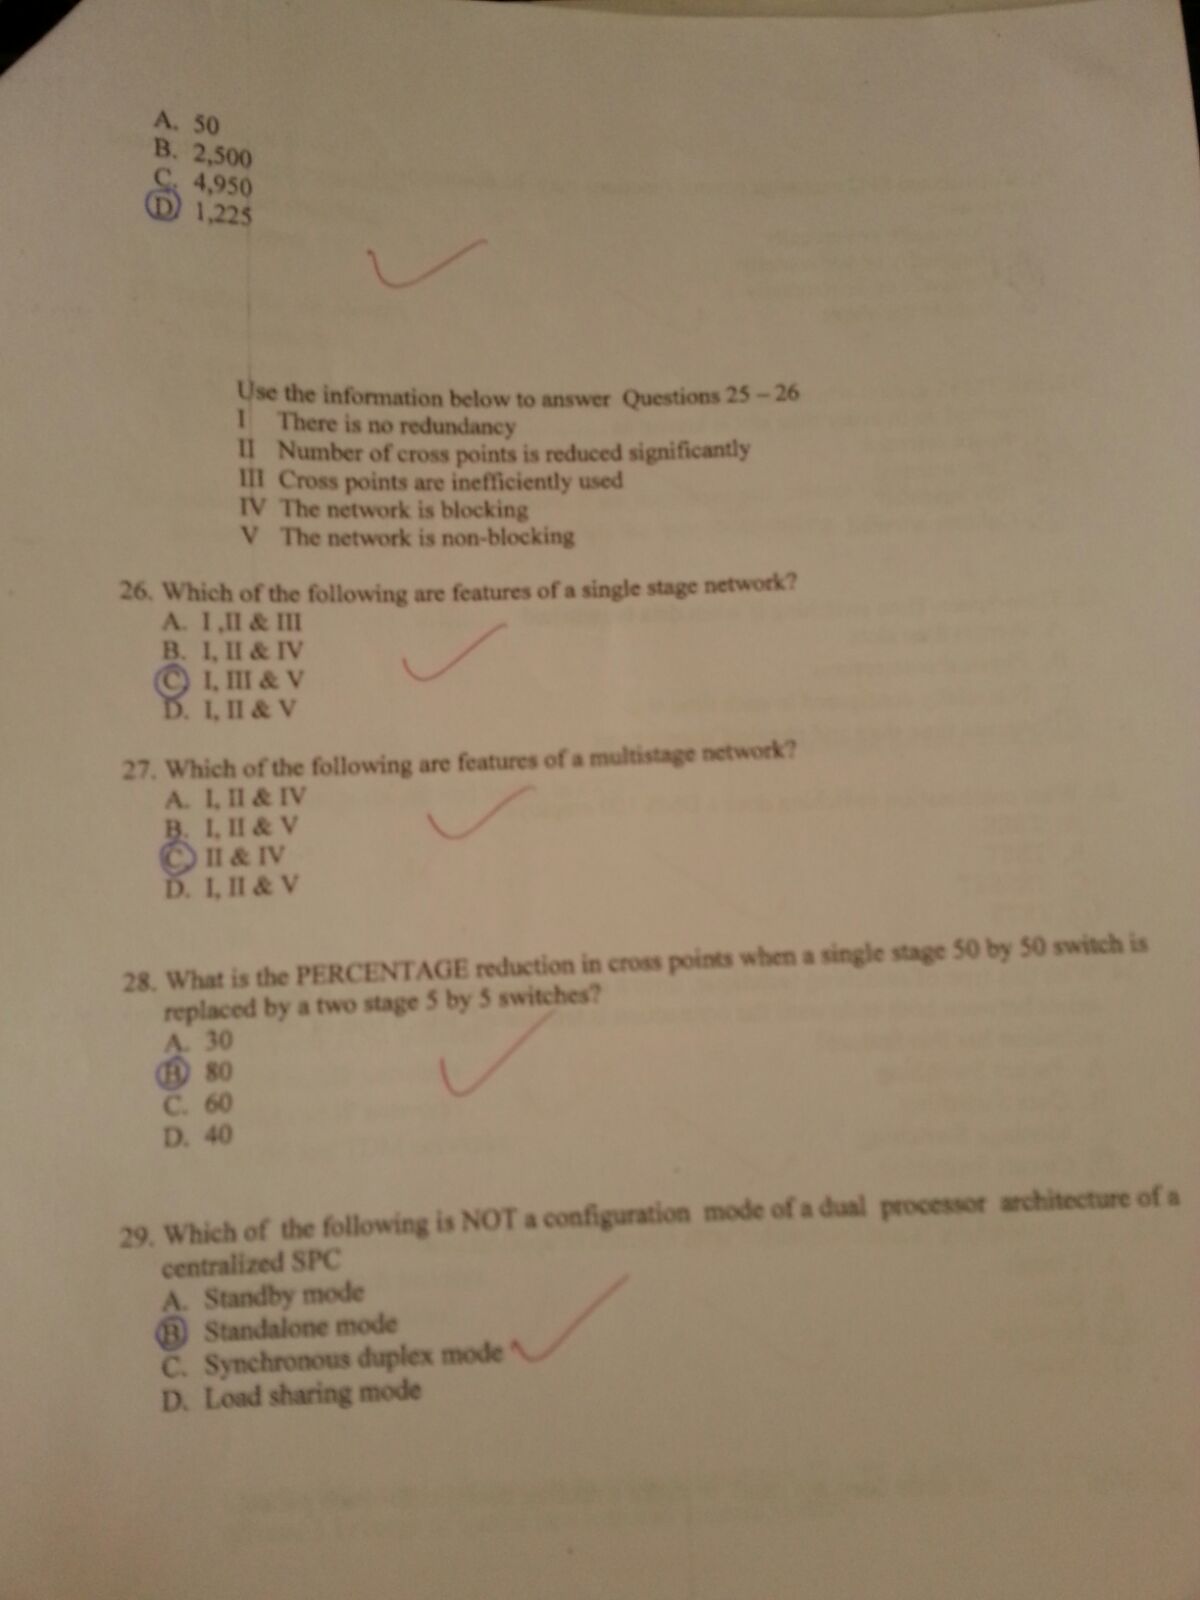 A. 50
B. 2,500
C. 4,950
D. 1,225
Use the information below to answer Questions 25 – 26
I There is no redundancy
II Number of cross points is reduced significantly
III Cross points are inefficiently used
IV The network is blocking
V The network is non-blocking
26. Which of the following are features of a single stage network?
A. I ,II & III
B. I, II & IV
C. I, III & V
D. I, II & V
27. Which of the following are features of a multistage network?
A. I, II & IV
B. I, II & V
C. II & IV
D. I, II & V
28. What is the PERCENTAGE reduction in cross points when a single stage 50 by 50 switch is
replaced by a two stage 5 by 5 switches?
A. 30
B. 80
C. 60
D. 40
29. Which of the following is NOT a configuration mode of a dual processor architecture of a
centralized SPC
A. Standby mode
B. Standalone mode
C. Synchronous duplex mode
D. Load sharing mode